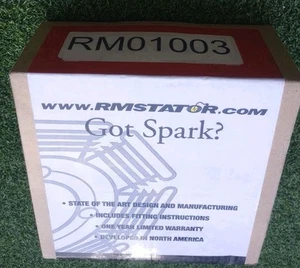 RM01003
www.RMSTATOR.com
Got Spark?
• STATE OF THE ART DESIGN AND MANUFACTURING
• INCLUDES FITTING INSTRUCTIONS
• ONE YEAR LIMITED WARRANTY
• DEVELOPED IN NORTH AMERICA